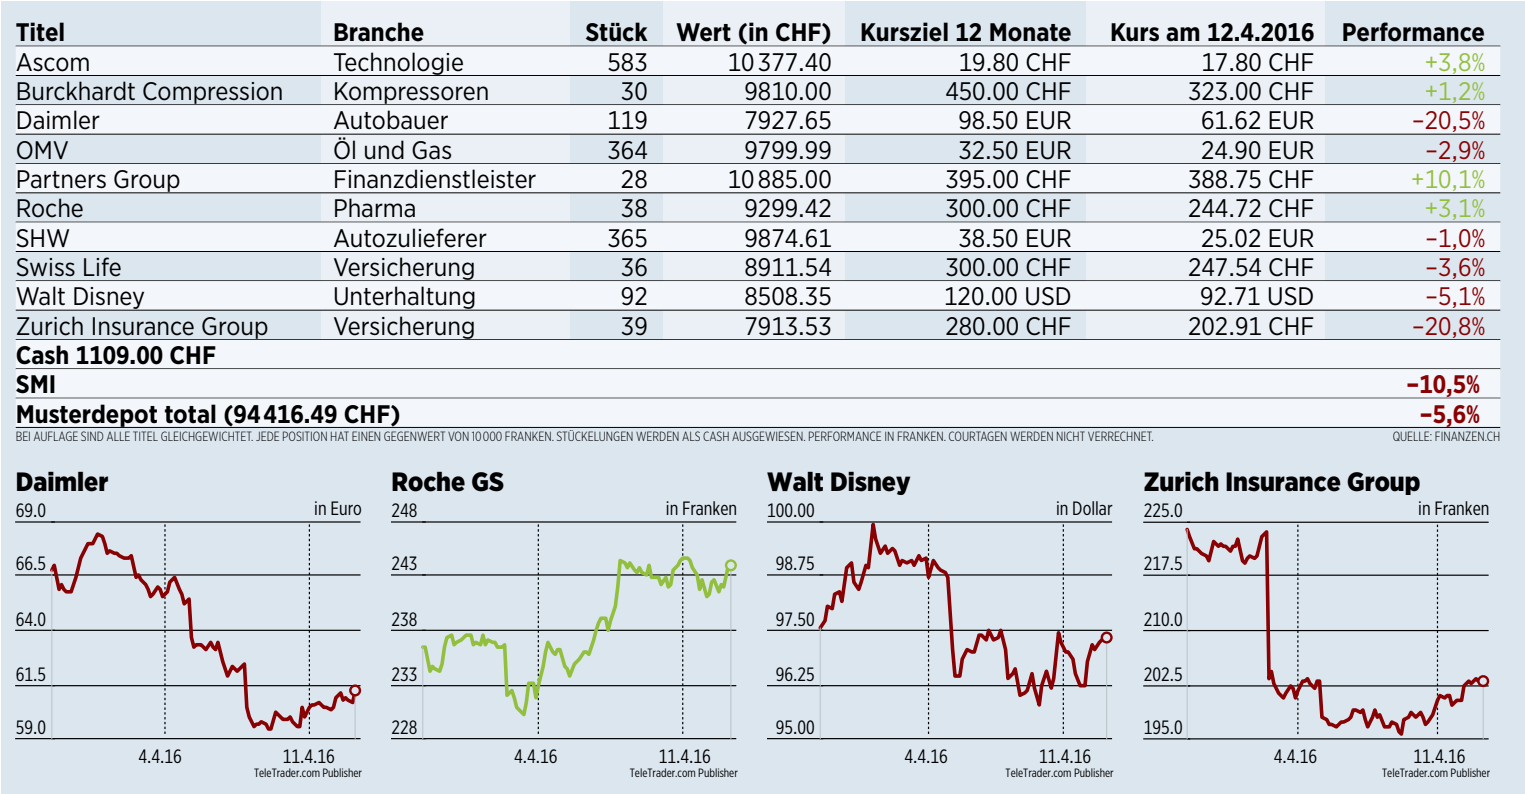 Titel Branche Stück Wert (in CHF) Kursziel 12 Monate Kurs am 12.4.2016 Performance
Ascom Technologie 583 10 377.40 19.80 CHF 17.80 CHF +3,8%
Burckhardt Compression Kompressoren 30 9810.00 450.00 CHF 323.00 CHF +1,2%
Daimler Autobauer 119 7927.65 98.50 EUR 61.62 EUR –20,5%
OMV Öl und Gas 364 9799.99 32.50 EUR 24.90 EUR –2,9%
Partners Group Finanzdienstleister 28 10 885.00 395.00 CHF 388.75 CHF +10,1%
Roche Pharma 38 9299.42 300.00 CHF 244.72 CHF +3,1%
SHW Autozulieferer 365 9874.61 38.50 EUR 25.02 EUR –1,0%
Swiss Life Versicherung 36 8911.54 300.00 CHF 247.54 CHF –3,6%
Walt Disney Unterhaltung 92 8508.35 120.00 USD 92.71 USD –5,1%
Zurich Insurance Group Versicherung 39 7913.53 280.00 CHF 202.91 CHF –20,8%
Cash 1109.00 CHF
SMI –10,5%
Musterdepot total (94 416.49 CHF) –5,6%
BEI AUFLAGE SIND ALLE TITEL GLEICHGEWICHTET. JEDE POSITION HAT EINEN GEGENWERT VON 10 000 FRANKEN. STÜCKELUNGEN WERDEN ALS CASH AUSGEWIESEN. PERFORMANCE IN FRANKEN. COURTAGEN WERDEN NICHT VERRECHNET. QUELLE: FINANZEN.CH
Daimler
69.0 in Euro
66.5
64.0
61.5
59.0
4.4.16 11.4.16
TeleTrader.com Publisher
Roche GS
248 in Franken
243
238
233
228
4.4.16 11.4.16
TeleTrader.com Publisher
Walt Disney
100.00 in Dollar
98.75
97.50
96.25
95.00
4.4.16 11.4.16
TeleTrader.com Publisher
Zurich Insurance Group
225.0 in Franken
217.5
210.0
202.5
195.0
4.4.16 11.4.16
TeleTrader.com Publisher